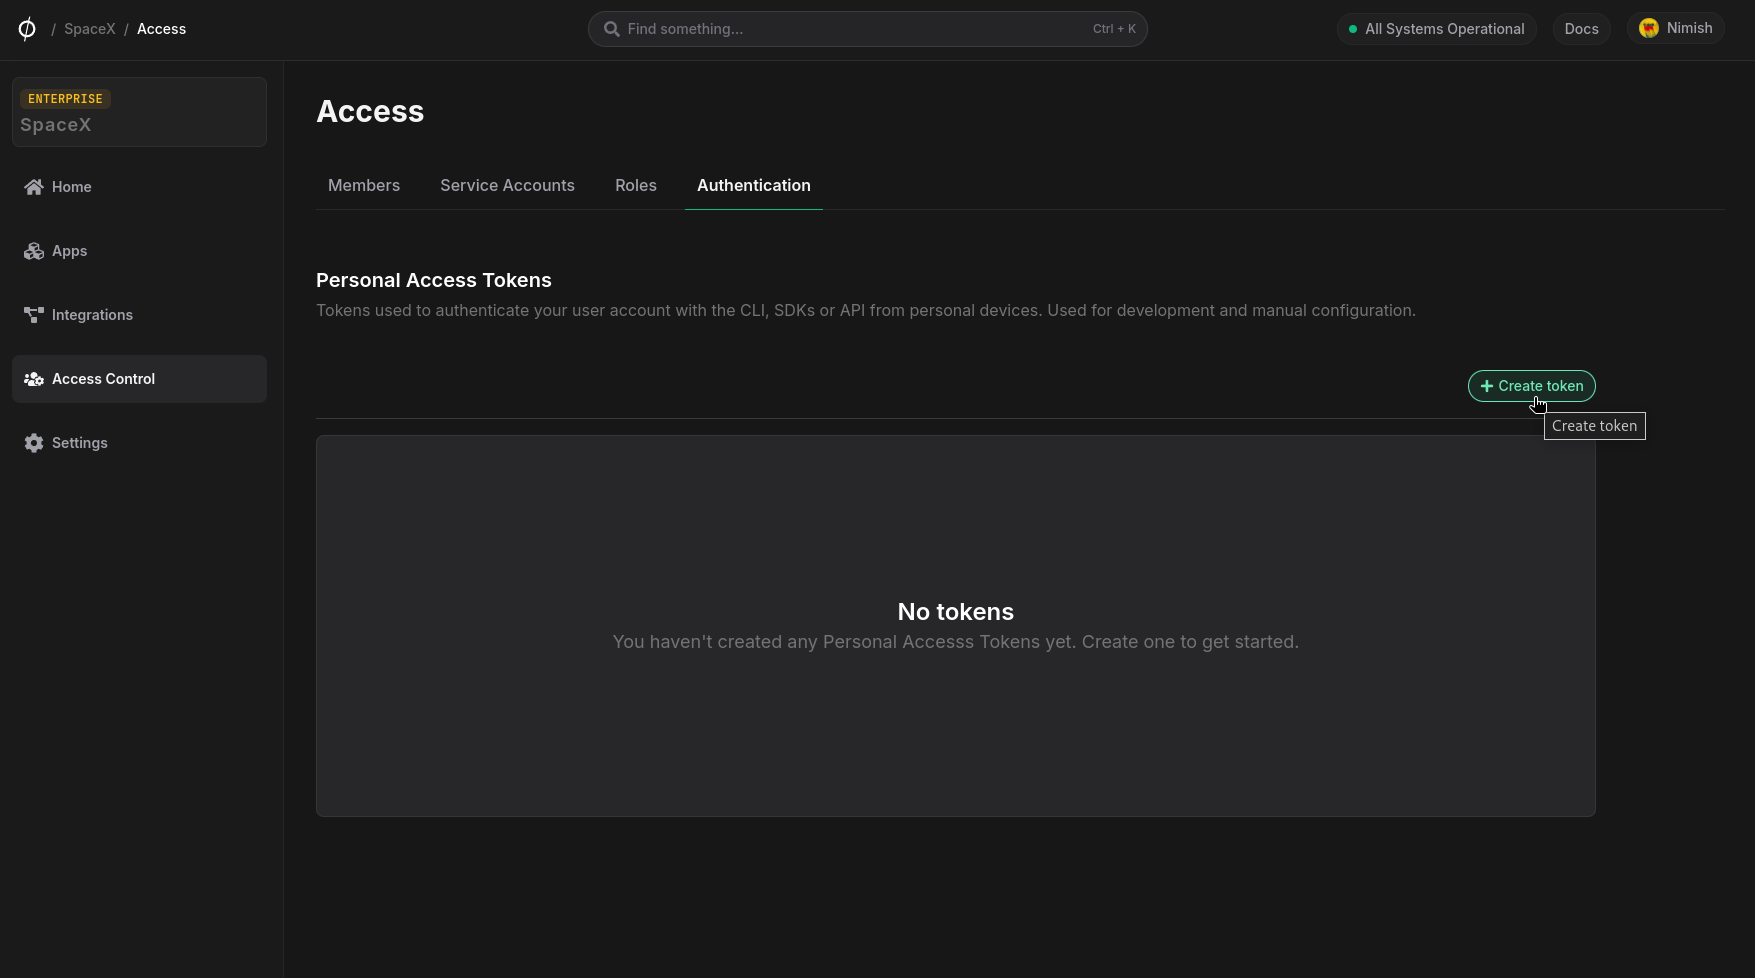 / SpaceX / Access
Find something...
Ctrl + K
All Systems Operational
Docs
Nimish
ENTERPRISE
SpaceX
Home
Apps
Integrations
Access Control
Settings
Access
Members Service Accounts Roles Authentication
Personal Access Tokens
Tokens used to authenticate your user account with the CLI, SDKs or API from personal devices. Used for development and manual configuration.
Create token
Create token
No tokens
You haven't created any Personal Accesss Tokens yet. Create one to get started.